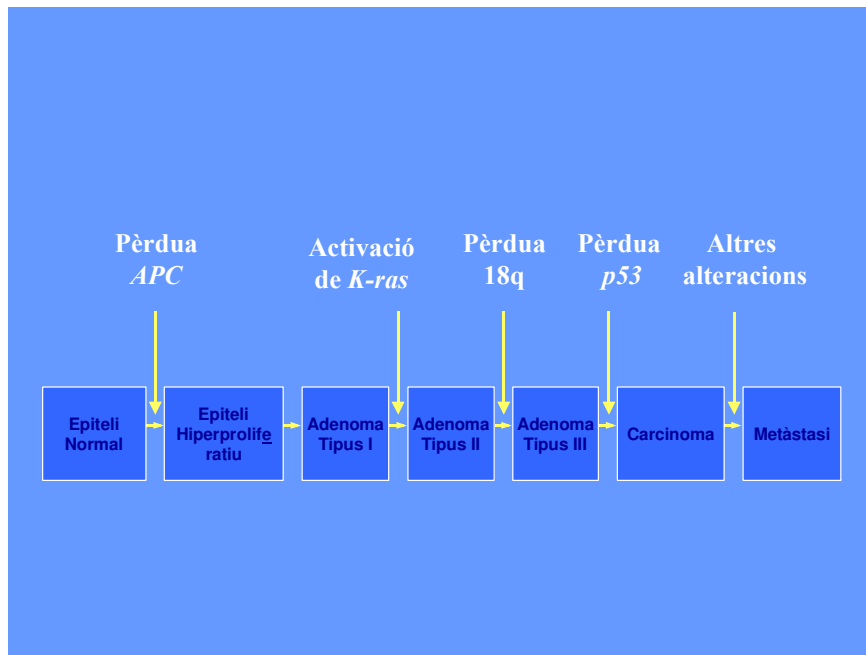 Pèrdua
APC
Activació
de K-ras
Pèrdua
18q
Pèrdua
p53
Altres
alteracions
Epiteli
Normal
Epiteli
Hiperprolife
ratiu
Adenoma
Tipus I
Adenoma
Tipus II
Adenoma
Tipus III
Carcinoma
Metàstasi